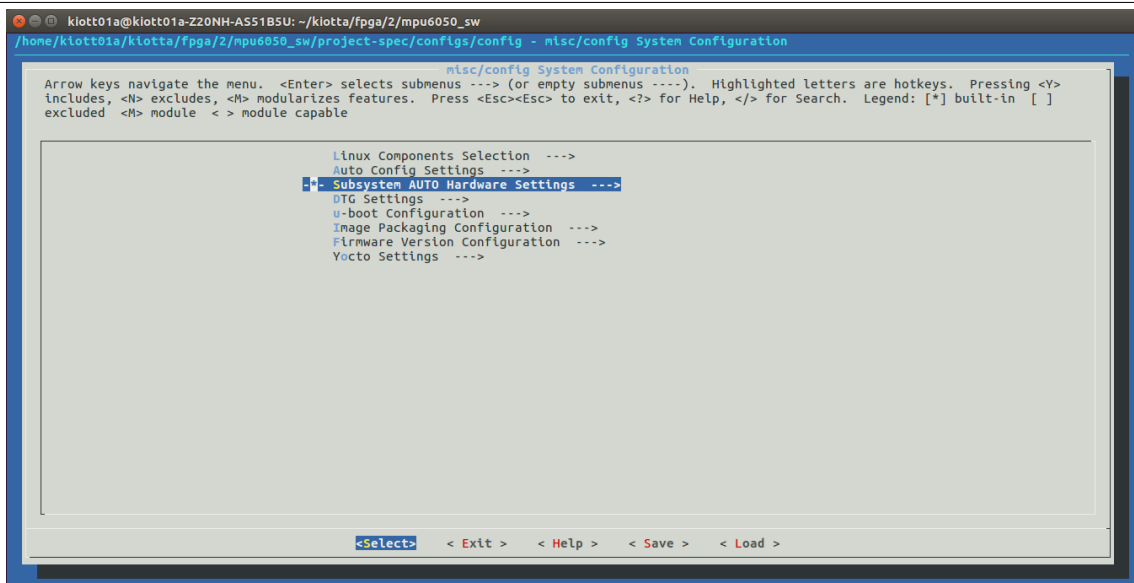 kiott01a@kiott01a-Z20NH-AS51B5U: ~/kiotta/fpga/2/mpu6050_sw
/home/kiott01a/kiotta/fpga/2/mpu6050_sw/project-spec/configs/config - misc/config System Configuration
misc/config System Configuration
Arrow keys navigate the menu.  <Enter> selects submenus ---> (or empty submenus ----).  Highlighted letters are hotkeys.  Pressing <Y>
includes, <N> excludes, <M> modularizes features.  Press <Esc><Esc> to exit, <?> for Help, </> for Search.  Legend: [*] built-in  [ ]
excluded  <M> module  < > module capable
Linux Components Selection  --->
Auto Config Settings  --->
-*- Subsystem AUTO Hardware Settings  --->
DTG Settings  --->
u-boot Configuration  --->
Image Packaging Configuration  --->
Firmware Version Configuration  --->
Yocto Settings  --->
<Select>    < Exit >    < Help >    < Save >    < Load >